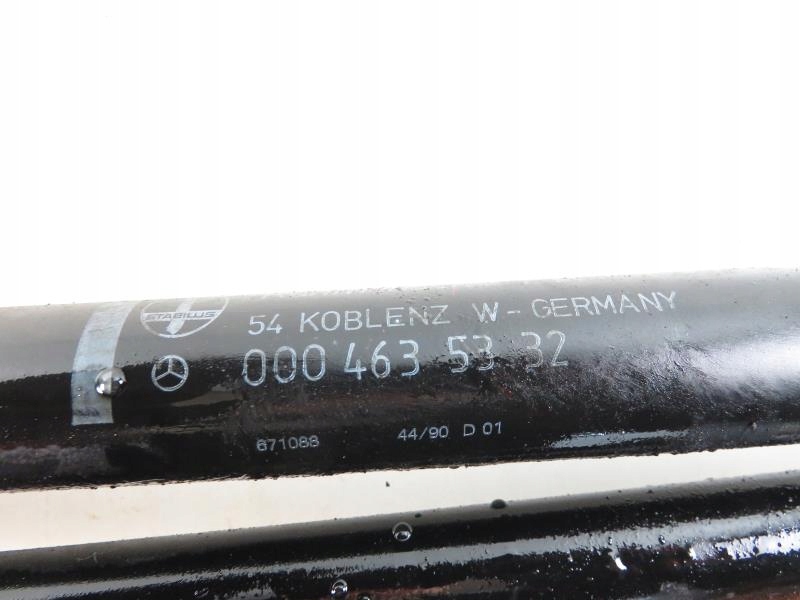 STABILUS
54 KOBLENZ W-GERMANY
000 463 53 32
671088 44/90 D 01